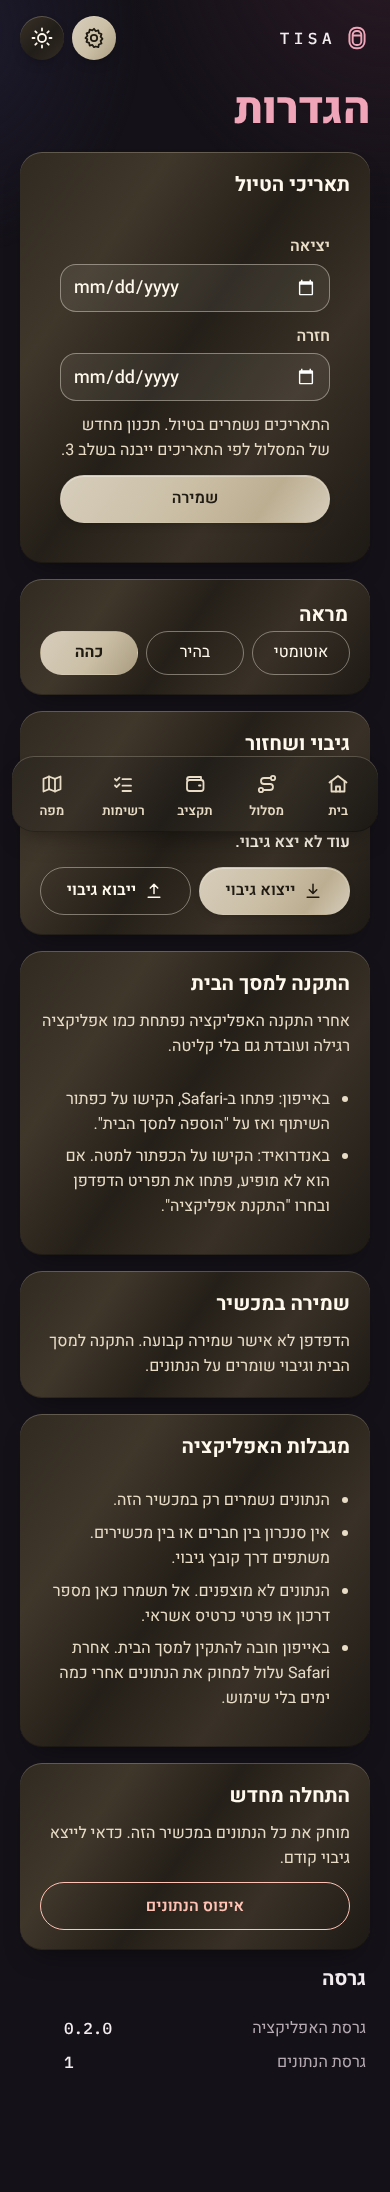 TISA
הגדרות
תאריכי הטיול
יציאה
mm/dd/yyyy
חזרה
mm/dd/yyyy
התאריכים נשמרים בטיול. תכנון מחדש
של המסלול לפי התאריכים ייבנה בשלב 3.
שמירה
מראה
אוטומטי
בהיר
כהה
גיבוי ושחזור
בית
מסלול
תקציב
רשימות
מפה
עוד לא יצא גיבוי.
ייצוא גיבוי
ייבוא גיבוי
התקנה למסך הבית
אחרי התקנה האפליקציה נפתחת כמו אפליקציה
רגילה ועובדת גם בלי קליטה.
• באייפון: פתחו ב-Safari, הקישו על כפתור
השיתוף ואז על "הוספה למסך הבית".
• באנדרואיד: הקישו על הכפתור למטה. אם
הוא לא מופיע, פתחו את תפריט הדפדפן
ובחרו "התקנת אפליקציה".
שמירה במכשיר
הדפדפן לא אישר שמירה קבועה. התקנה למסך
הבית וגיבוי שומרים על הנתונים.
מגבלות האפליקציה
• הנתונים נשמרים רק במכשיר הזה.
• אין סנכרון בין חברים או בין מכשירים.
משתפים דרך קובץ גיבוי.
• הנתונים לא מוצפנים. אל תשמרו כאן מספר
דרכון או פרטי כרטיס אשראי.
• באייפון חובה להתקין למסך הבית. אחרת
Safari עלול למחוק את הנתונים אחרי כמה
ימים בלי שימוש.
התחלה מחדש
מוחק את כל הנתונים במכשיר הזה. כדאי לייצא
גיבוי קודם.
איפוס הנתונים
גרסה
גרסת האפליקציה 0.2.0
גרסת הנתונים 1